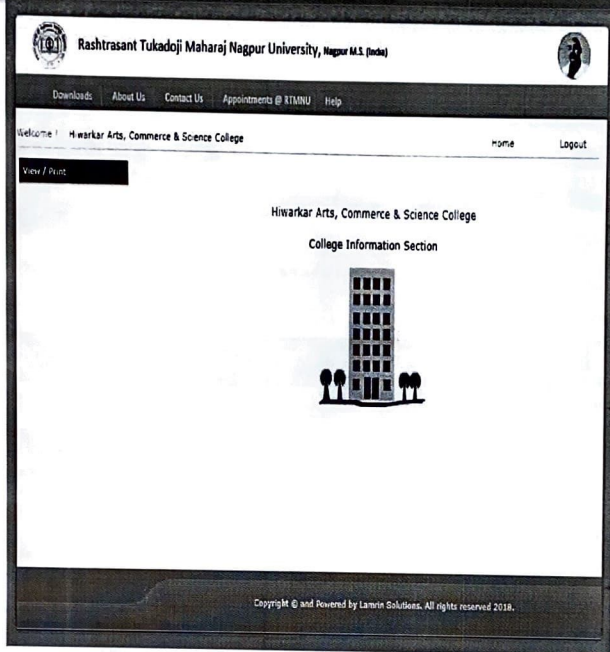 Rashtrasant Tukadoji Maharaj Nagpur University, Nagpur M.S. (India)
Downloads About Us Contact Us Appointments @ RTMNU Help
Welcome ! Hiwarkar Arts, Commerce & Science College
Home Logout
View / Print
Hiwarkar Arts, Commerce & Science College
College Information Section
Copyright © and Powered by Lamrin Solutions. All rights reserved 2018.